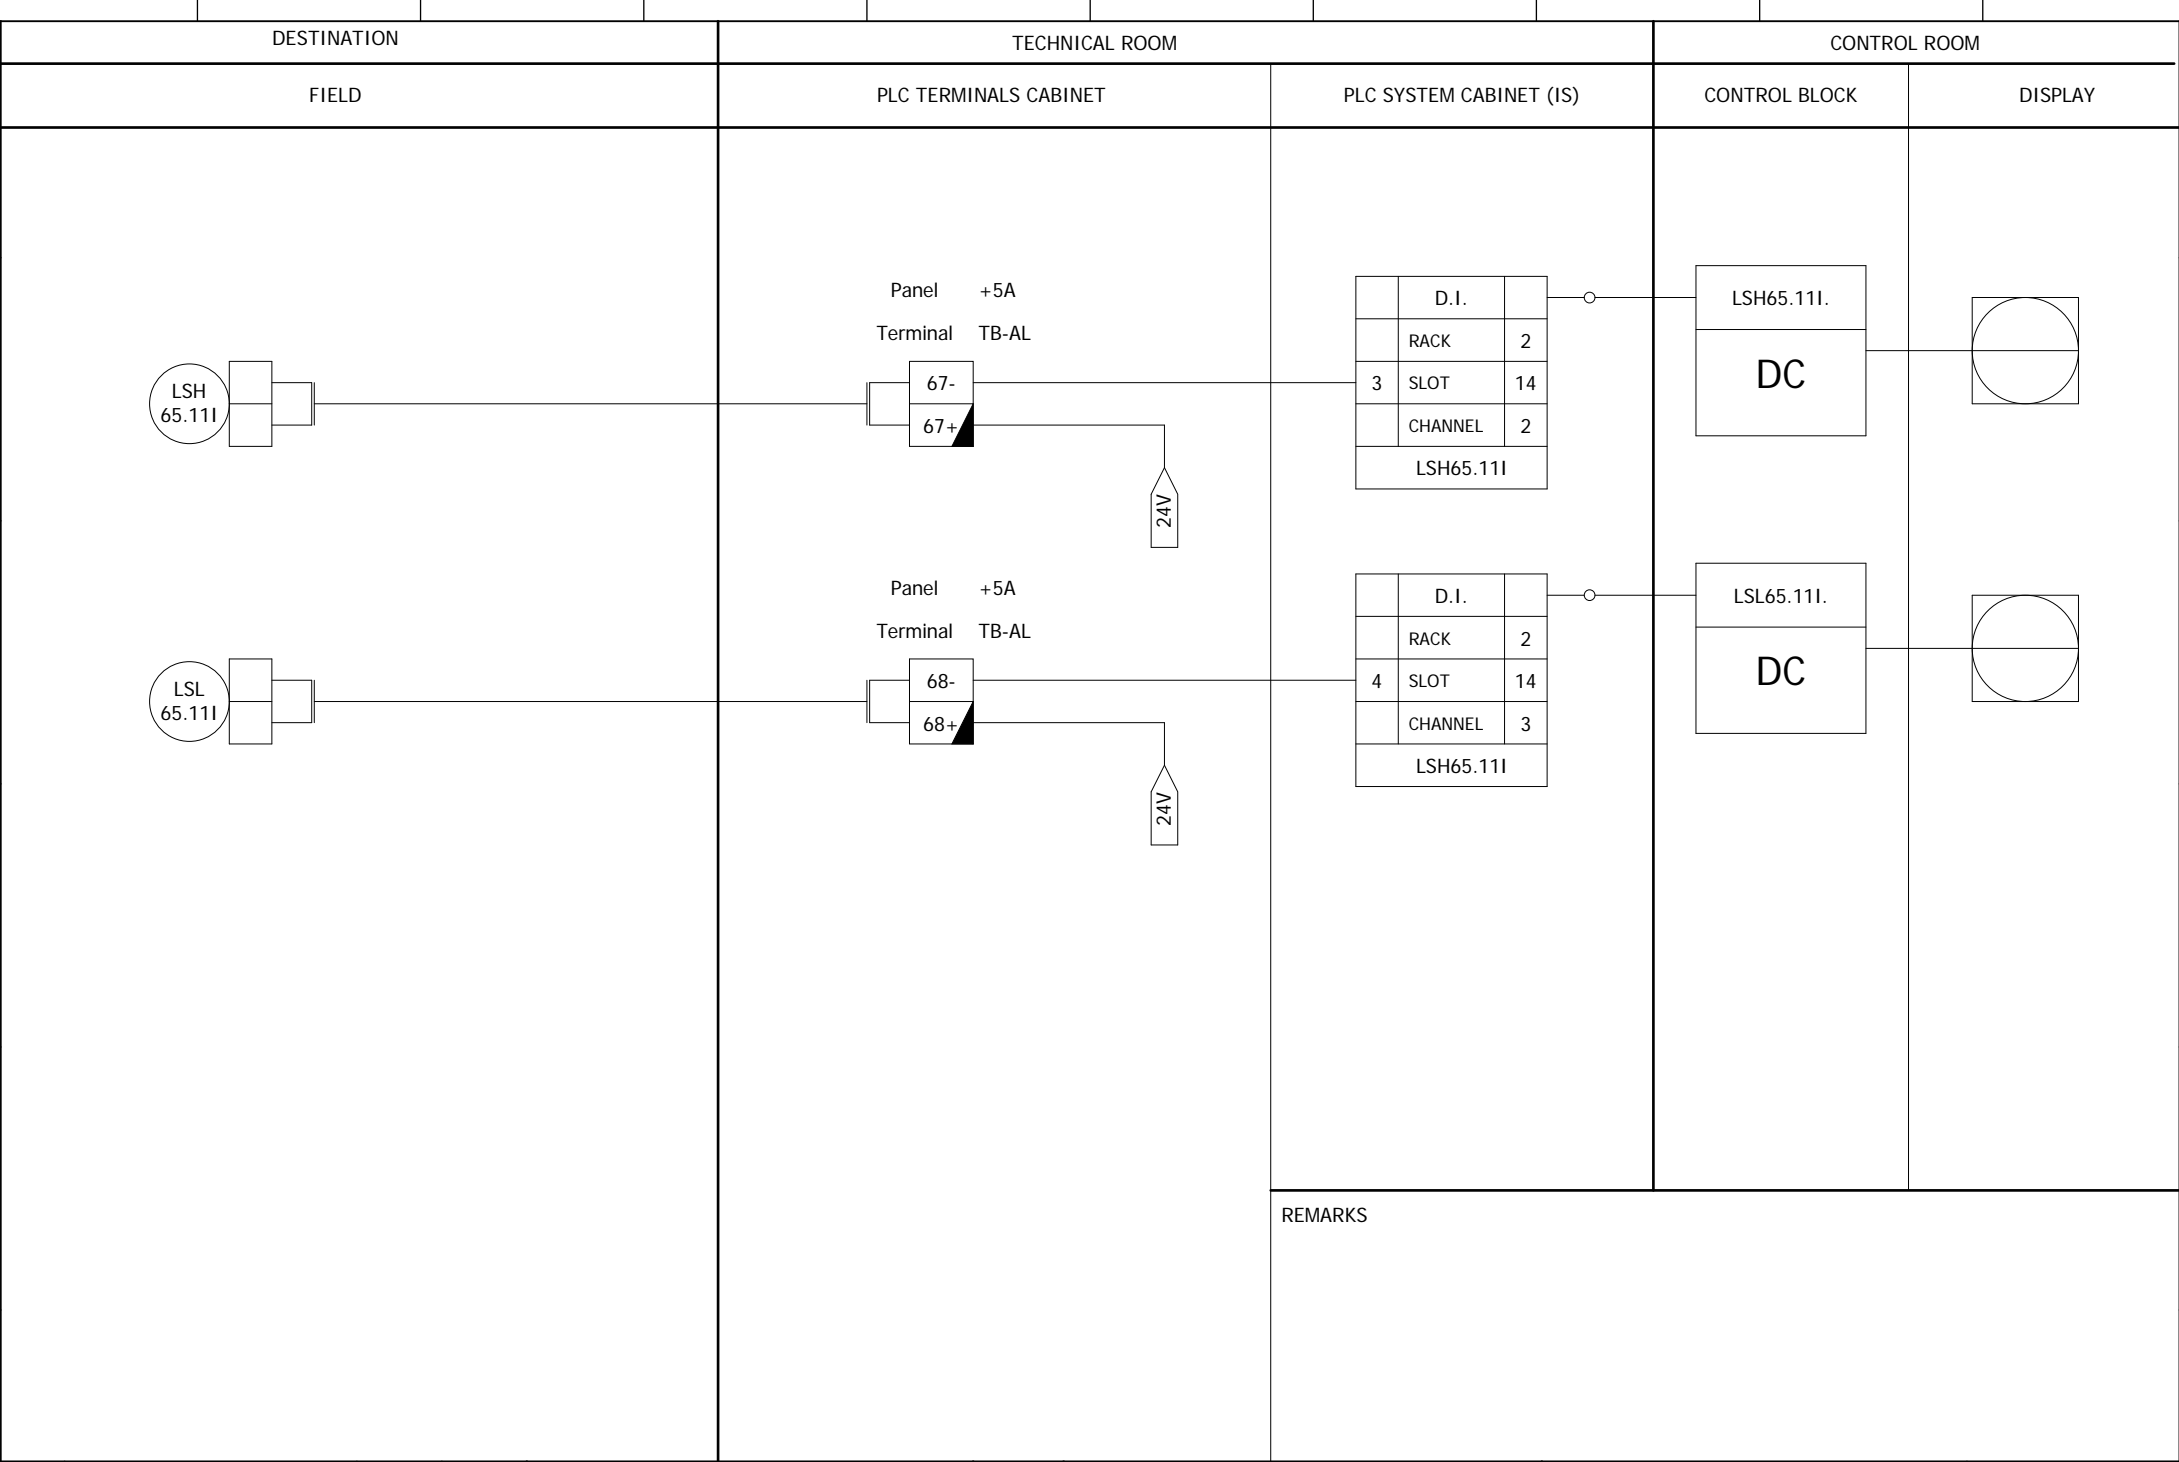 DESTINATION
TECHNICAL ROOM
CONTROL ROOM
FIELD
PLC TERMINALS CABINET
PLC SYSTEM CABINET (IS)
CONTROL BLOCK
DISPLAY
LSH
65.11I
Panel +5A
Terminal TB-AL
67-
67+
24V
D.I.
RACK 2
3 SLOT 14
CHANNEL 2
LSH65.11I
LSH65.11I.
DC
LSL
65.11I
Panel +5A
Terminal TB-AL
68-
68+
24V
D.I.
RACK 2
4 SLOT 14
CHANNEL 3
LSH65.11I
LSL65.11I.
DC
REMARKS